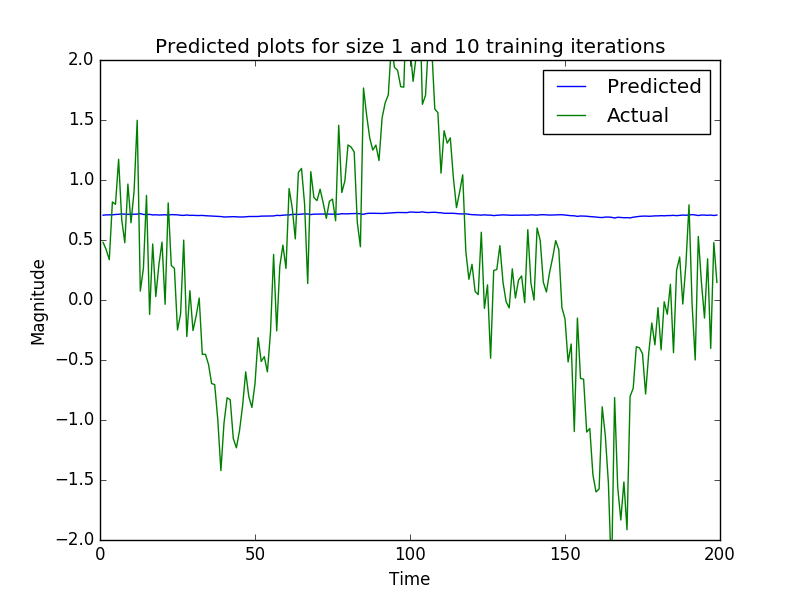 Predicted plots for size 1 and 10 training iterations
Predicted
Actual
2.0
1.5
1.0
0.5
0.0
−0.5
−1.0
−1.5
−2.0
Magnitude
0 50 100 150 200
Time